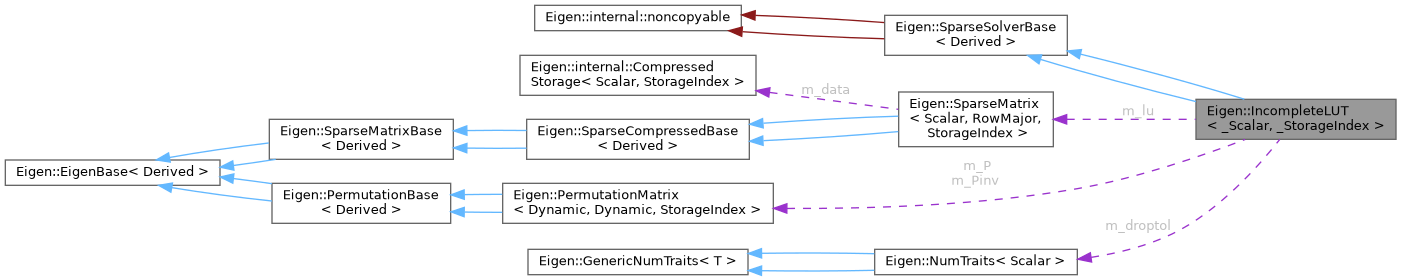 Eigen::internal::noncopyable
Eigen::SparseSolverBase
< Derived >
Eigen::internal::Compressed
Storage< Scalar, StorageIndex >
m_data
Eigen::SparseMatrix
< Scalar, RowMajor,
StorageIndex >
m_lu
Eigen::IncompleteLUT
< _Scalar, _StorageIndex >
Eigen::SparseMatrixBase
< Derived >
Eigen::SparseCompressedBase
< Derived >
Eigen::EigenBase< Derived >
m_P
m_Pinv
Eigen::PermutationBase
< Derived >
Eigen::PermutationMatrix
< Dynamic, Dynamic, StorageIndex >
m_droptol
Eigen::GenericNumTraits< T >
Eigen::NumTraits< Scalar >